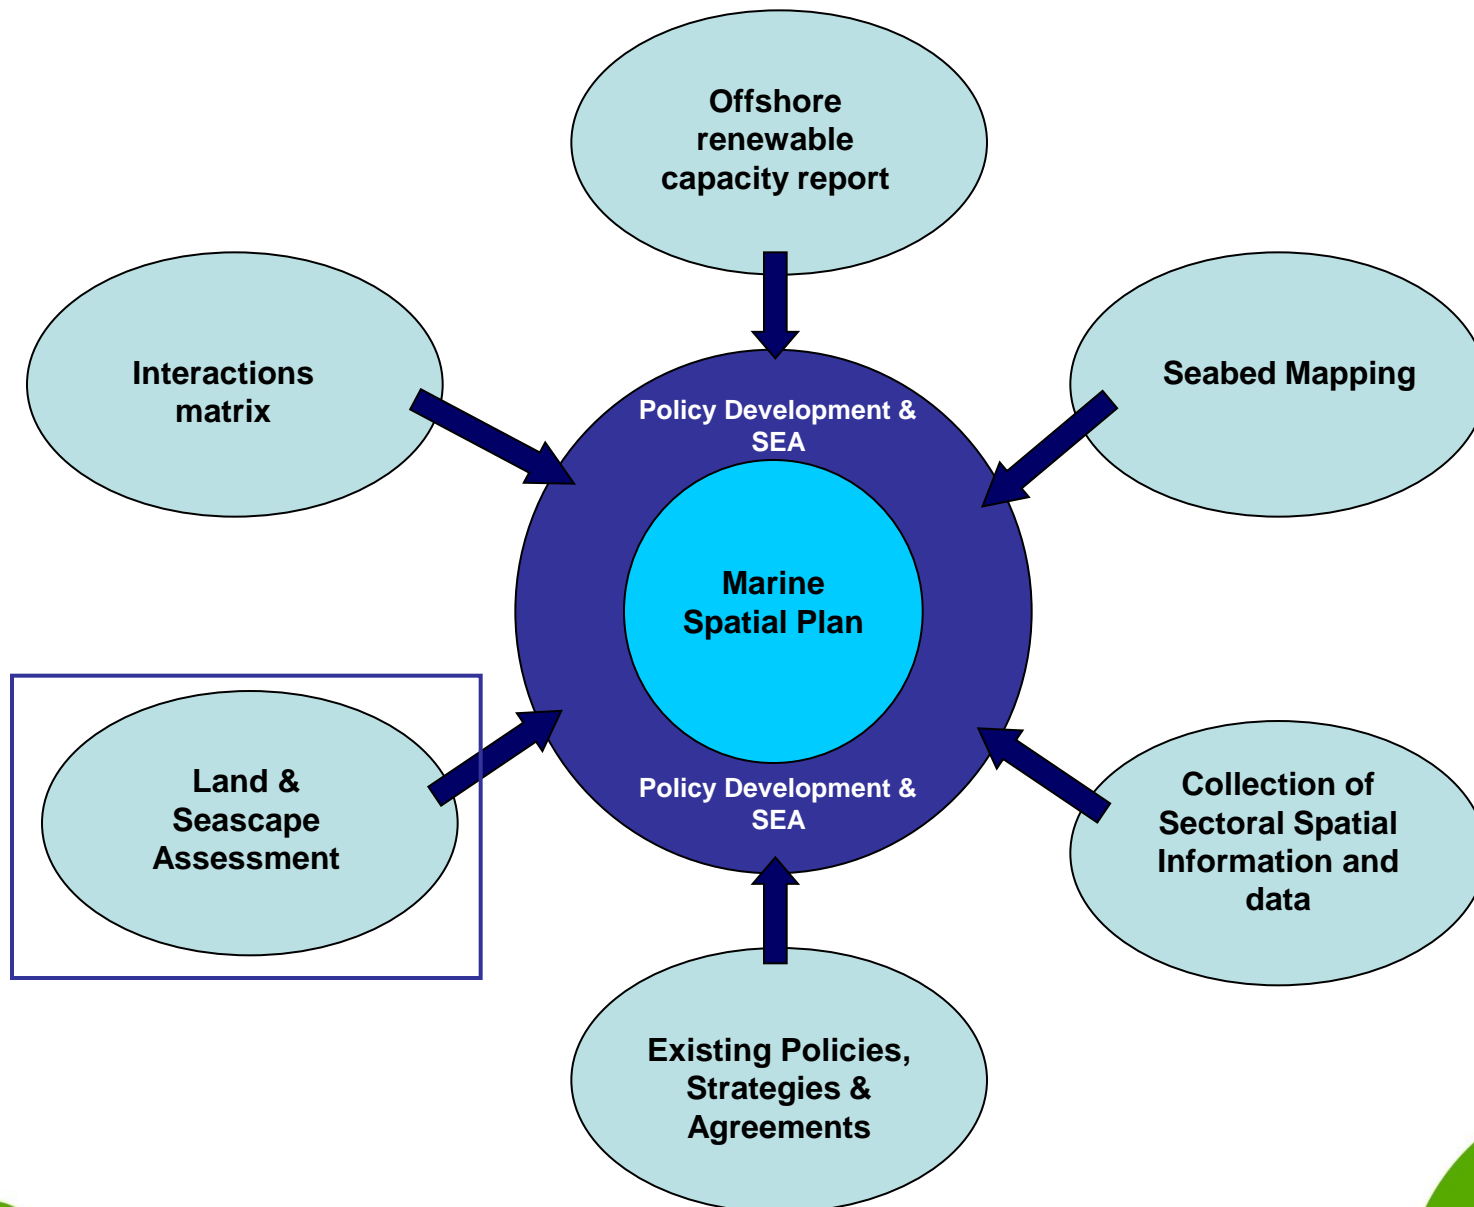 Offshore
renewable
capacity report
Interactions
matrix
Seabed Mapping
Policy Development &
SEA
Marine
Spatial Plan
Land &
Seascape
Assessment
Policy Development &
SEA
Collection of
Sectoral Spatial
Information and
data
Existing Policies,
Strategies &
Agreements